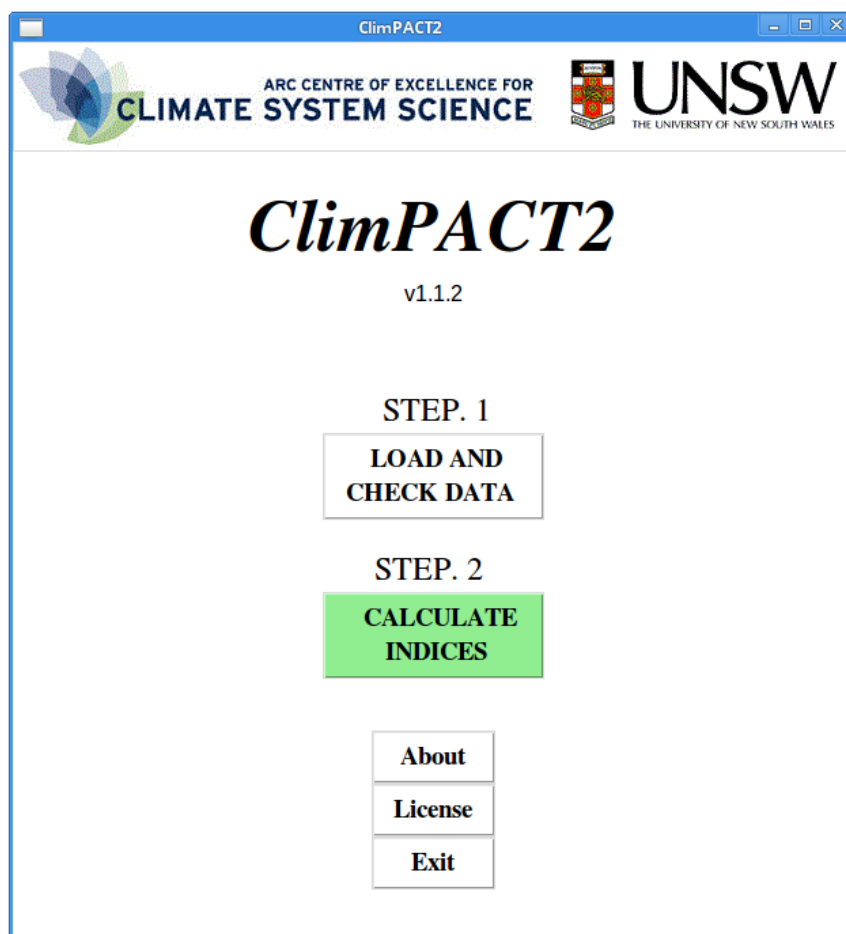 ClimPACT2
ARC CENTRE OF EXCELLENCE FOR
CLIMATE SYSTEM SCIENCE
UNSW
THE UNIVERSITY OF NEW SOUTH WALES
ClimPACT2
v1.1.2
STEP. 1
LOAD AND
CHECK DATA
STEP. 2
CALCULATE
INDICES
About
License
Exit